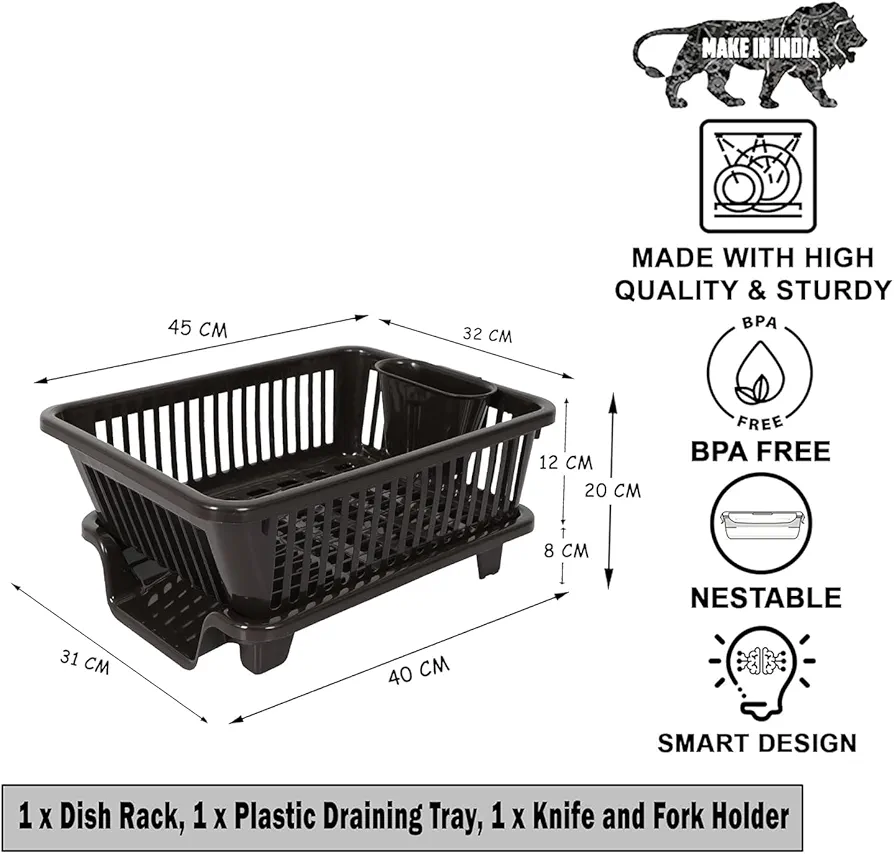 MAKE IN INDIA
MADE WITH HIGH
QUALITY & STURDY
BPA
FREE
BPA FREE
NESTABLE
SMART DESIGN
45 CM
32 CM
12 CM
20 CM
8 CM
31 CM
40 CM
1 x Dish Rack, 1 x Plastic Draining Tray, 1 x Knife and Fork Holder